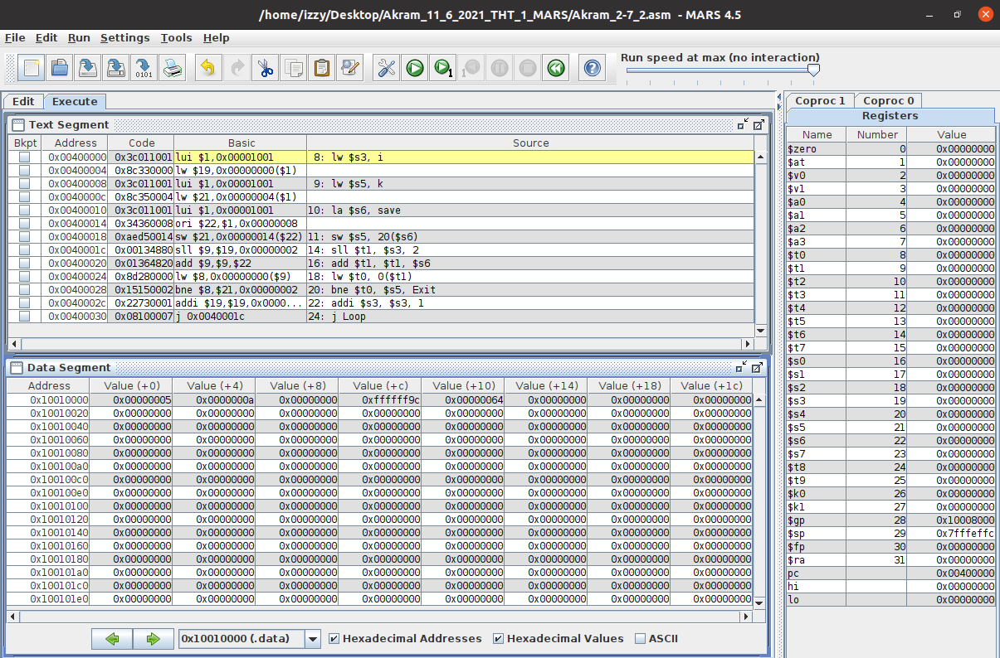 /home/izzy/Desktop/Akram_11_6_2021_THT_1_MARS/Akram_2-7_2.asm - MARS 4.5
File Edit Run Settings Tools Help
0101
1
1
Run speed at max (no interaction)
Edit Execute
Text Segment
Bkpt Address Code Basic Source
0x00400000 0x3c011001 lui $1,0x00001001 8: lw $s3, i
0x00400004 0x8c330000 lw $19,0x00000000($1)
0x00400008 0x3c011001 lui $1,0x00001001 9: lw $s5, k
0x0040000c 0x8c350004 lw $21,0x00000004($1)
0x00400010 0x3c011001 lui $1,0x00001001 10: la $s6, save
0x00400014 0x34360008 ori $22,$1,0x00000008
0x00400018 0xaed50014 sw $21,0x00000014($22) 11: sw $s5, 20($s6)
0x0040001c 0x00134880 sll $9,$19,0x00000002 14: sll $t1, $s3, 2
0x00400020 0x01364820 add $9,$9,$22 16: add $t1, $t1, $s6
0x00400024 0x8d280000 lw $8,0x00000000($9) 18: lw $t0, 0($t1)
0x00400028 0x15150002 bne $8,$21,0x00000002 20: bne $t0, $s5, Exit
0x0040002c 0x22730001 addi $19,$19,0x0000... 22: addi $s3, $s3, 1
0x00400030 0x08100007 j 0x0040001c 24: j Loop
Data Segment
Address Value (+0) Value (+4) Value (+8) Value (+c) Value (+10) Value (+14) Value (+18) Value (+1c)
0x10010000 0x00000005 0x0000000a 0x00000000 0xffffff9c 0x00000064 0x00000000 0x00000000 0x00000000
0x10010020 0x00000000 0x00000000 0x00000000 0x00000000 0x00000000 0x00000000 0x00000000 0x00000000
0x10010040 0x00000000 0x00000000 0x00000000 0x00000000 0x00000000 0x00000000 0x00000000 0x00000000
0x10010060 0x00000000 0x00000000 0x00000000 0x00000000 0x00000000 0x00000000 0x00000000 0x00000000
0x10010080 0x00000000 0x00000000 0x00000000 0x00000000 0x00000000 0x00000000 0x00000000 0x00000000
0x100100a0 0x00000000 0x00000000 0x00000000 0x00000000 0x00000000 0x00000000 0x00000000 0x00000000
0x100100c0 0x00000000 0x00000000 0x00000000 0x00000000 0x00000000 0x00000000 0x00000000 0x00000000
0x100100e0 0x00000000 0x00000000 0x00000000 0x00000000 0x00000000 0x00000000 0x00000000 0x00000000
0x10010100 0x00000000 0x00000000 0x00000000 0x00000000 0x00000000 0x00000000 0x00000000 0x00000000
0x10010120 0x00000000 0x00000000 0x00000000 0x00000000 0x00000000 0x00000000 0x00000000 0x00000000
0x10010140 0x00000000 0x00000000 0x00000000 0x00000000 0x00000000 0x00000000 0x00000000 0x00000000
0x10010160 0x00000000 0x00000000 0x00000000 0x00000000 0x00000000 0x00000000 0x00000000 0x00000000
0x10010180 0x00000000 0x00000000 0x00000000 0x00000000 0x00000000 0x00000000 0x00000000 0x00000000
0x100101a0 0x00000000 0x00000000 0x00000000 0x00000000 0x00000000 0x00000000 0x00000000 0x00000000
0x100101c0 0x00000000 0x00000000 0x00000000 0x00000000 0x00000000 0x00000000 0x00000000 0x00000000
0x100101e0 0x00000000 0x00000000 0x00000000 0x00000000 0x00000000 0x00000000 0x00000000 0x00000000
0x10010000 (.data) Hexadecimal Addresses Hexadecimal Values ASCII
Coproc 1 Coproc 0
Registers
Name Number Value
$zero 0 0x00000000
$at 1 0x00000000
$v0 2 0x00000000
$v1 3 0x00000000
$a0 4 0x00000000
$a1 5 0x00000000
$a2 6 0x00000000
$a3 7 0x00000000
$t0 8 0x00000000
$t1 9 0x00000000
$t2 10 0x00000000
$t3 11 0x00000000
$t4 12 0x00000000
$t5 13 0x00000000
$t6 14 0x00000000
$t7 15 0x00000000
$s0 16 0x00000000
$s1 17 0x00000000
$s2 18 0x00000000
$s3 19 0x00000000
$s4 20 0x00000000
$s5 21 0x00000000
$s6 22 0x00000000
$s7 23 0x00000000
$t8 24 0x00000000
$t9 25 0x00000000
$k0 26 0x00000000
$k1 27 0x00000000
$gp 28 0x10008000
$sp 29 0x7fffeffc
$fp 30 0x00000000
$ra 31 0x00000000
pc 0x00400000
hi 0x00000000
lo 0x00000000